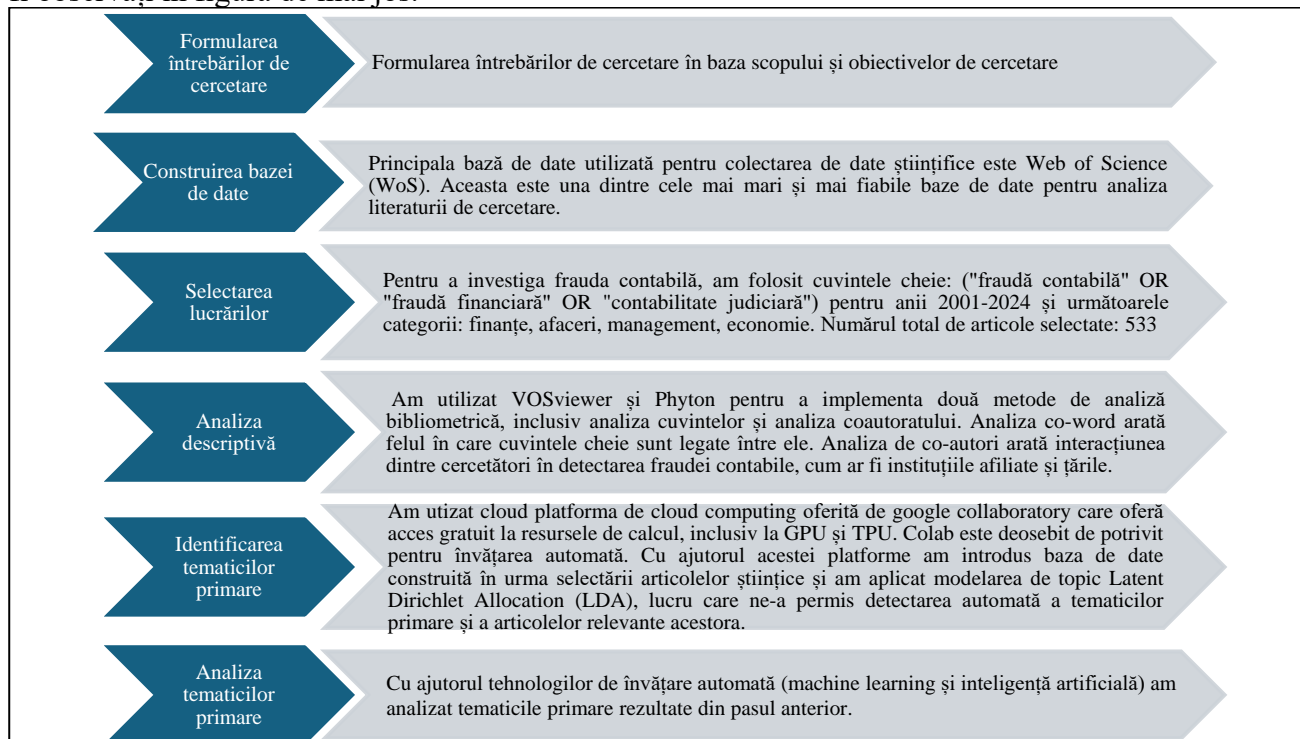 Formularea
întrebărilor de
cercetare
Formularea întrebărilor de cercetare în baza scopului și obiectivelor de cercetare
Construirea bazei
de date
Principala bază de date utilizată pentru colectarea de date științifice este Web of Science
(WoS). Aceasta este una dintre cele mai mari și mai fiabile baze de date pentru analiza
literaturii de cercetare.
Selectarea
lucrărilor
Pentru a investiga frauda contabilă, am folosit cuvintele cheie: ("fraudă contabilă" OR
"fraudă financiară" OR "contabilitate judiciară") pentru anii 2001-2024 și următoarele
categorii: finanțe, afaceri, management, economie. Numărul total de articole selectate: 533
Analiza
descriptivă
Am utilizat VOSviewer și Phyton pentru a implementa două metode de analiză
bibliometrică, inclusiv analiza cuvintelor și analiza coautoratului. Analiza co-word arată
felul în care cuvintele cheie sunt legate între ele. Analiza de co-autori arată interacțiunea
dintre cercetători în detectarea fraudei contabile, cum ar fi instituțiile afiliate și țările.
Identificarea
tematicilor
primare
Am utizat cloud platforma de cloud computing oferită de google collaboratory care oferă
acces gratuit la resursele de calcul, inclusiv la GPU și TPU. Colab este deosebit de potrivit
pentru învățarea automată. Cu ajutorul acestei platforme am introdus baza de date
construită în urma selectării articolelor științice și am aplicat modelarea de topic Latent
Dirichlet Allocation (LDA), lucru care ne-a permis detectarea automată a tematicilor
primare și a articolelor relevante acestora.
Analiza
tematicilor
primare
Cu ajutorul tehnologiilor de învățare automată (machine learning și inteligență artificială) am
analizat tematicile primare rezultate din pasul anterior.